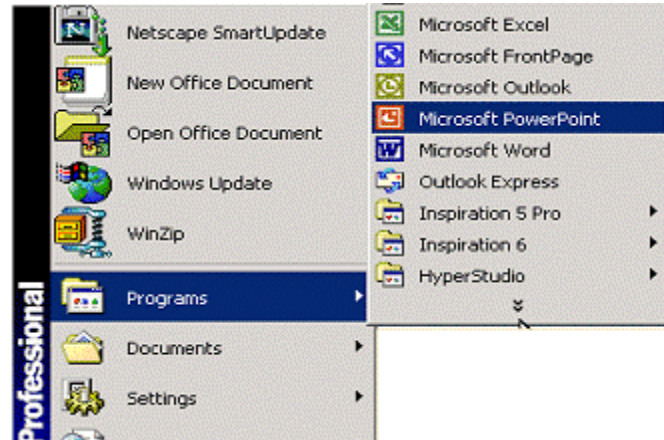 Netscape SmartUpdate
New Office Document
Open Office Document
Windows Update
WinZip
Programs
Documents
Settings
Professional
Microsoft Excel
Microsoft FrontPage
Microsoft Outlook
Microsoft PowerPoint
Microsoft Word
Outlook Express
Inspiration 5 Pro
Inspiration 6
HyperStudio